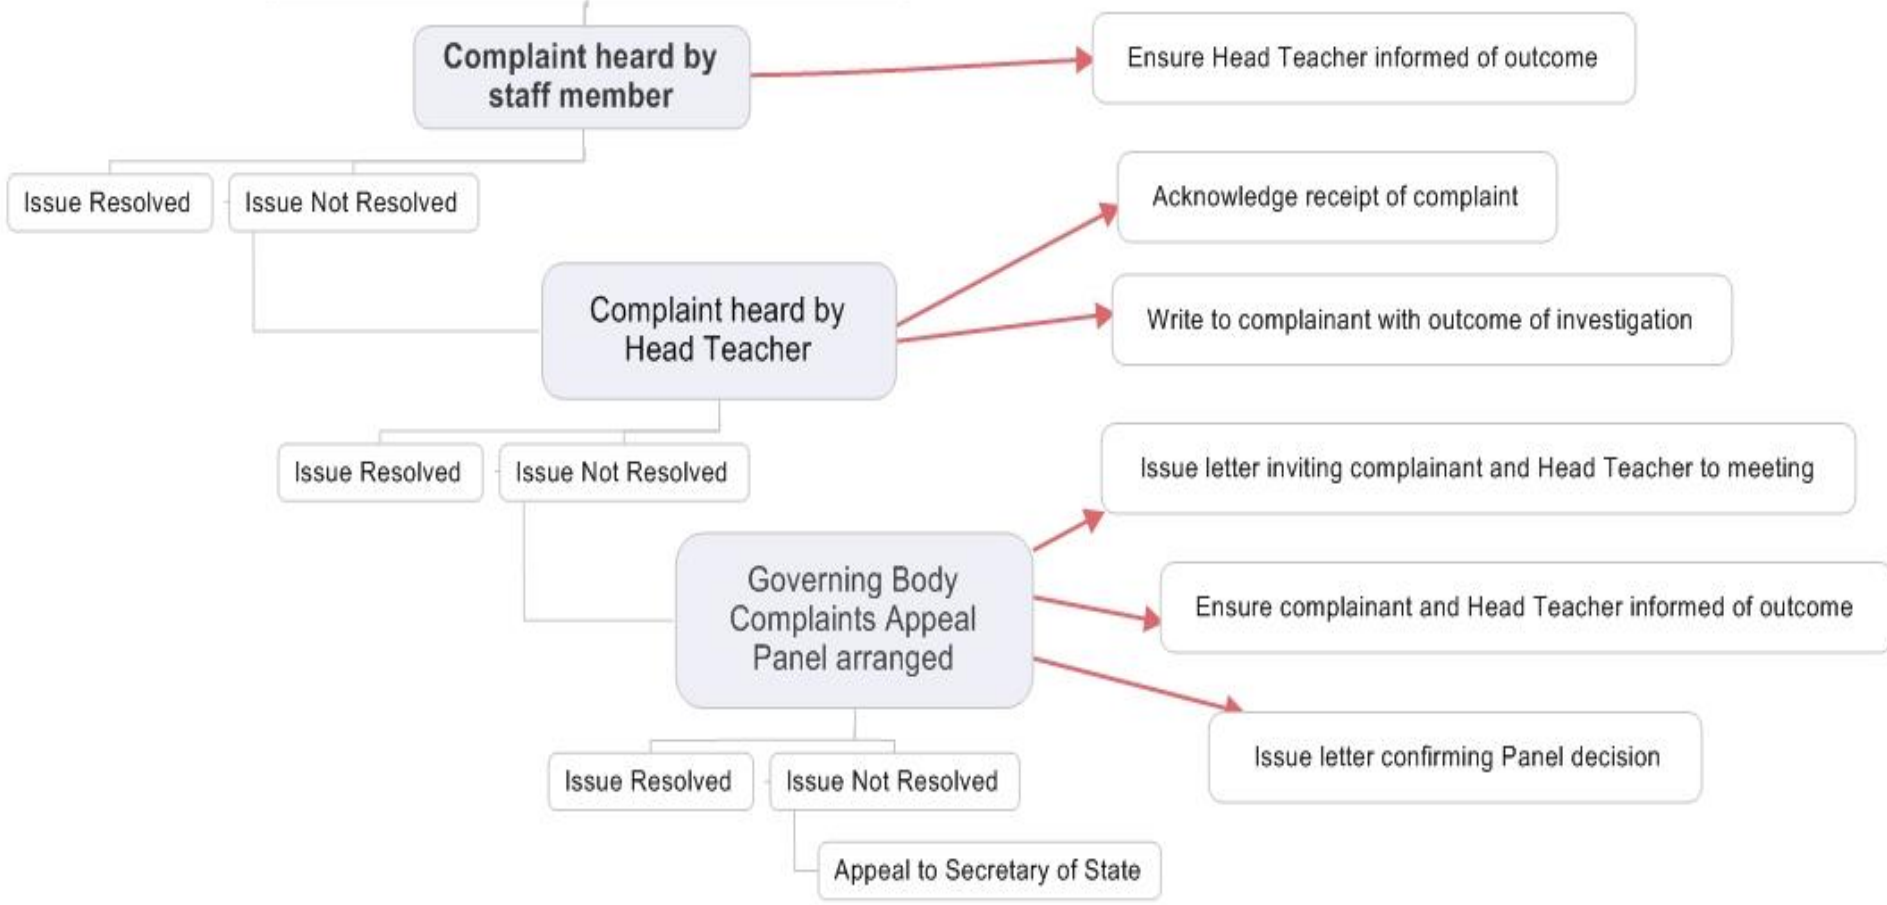 Complaint heard by
staff member
Ensure Head Teacher informed of outcome
Issue Resolved
Issue Not Resolved
Acknowledge receipt of complaint
Complaint heard by
Head Teacher
Write to complainant with outcome of investigation
Issue Resolved
Issue Not Resolved
Issue letter inviting complainant and Head Teacher to meeting
Governing Body
Complaints Appeal
Panel arranged
Ensure complainant and Head Teacher informed of outcome
Issue letter confirming Panel decision
Issue Resolved
Issue Not Resolved
Appeal to Secretary of State